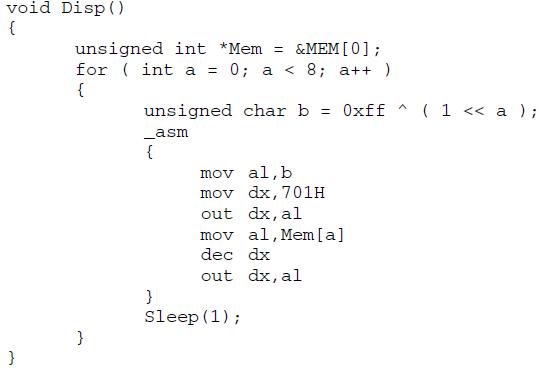 void Disp()
{
unsigned int *Mem = &MEM[0];
for ( int a = 0; a < 8; a++ )
{
unsigned char b = 0xff ^ ( 1 << a );
_asm
{
mov al,b
mov dx,701H
out dx,al
mov al,Mem[a]
dec dx
out dx,al
}
Sleep(1);
}
}